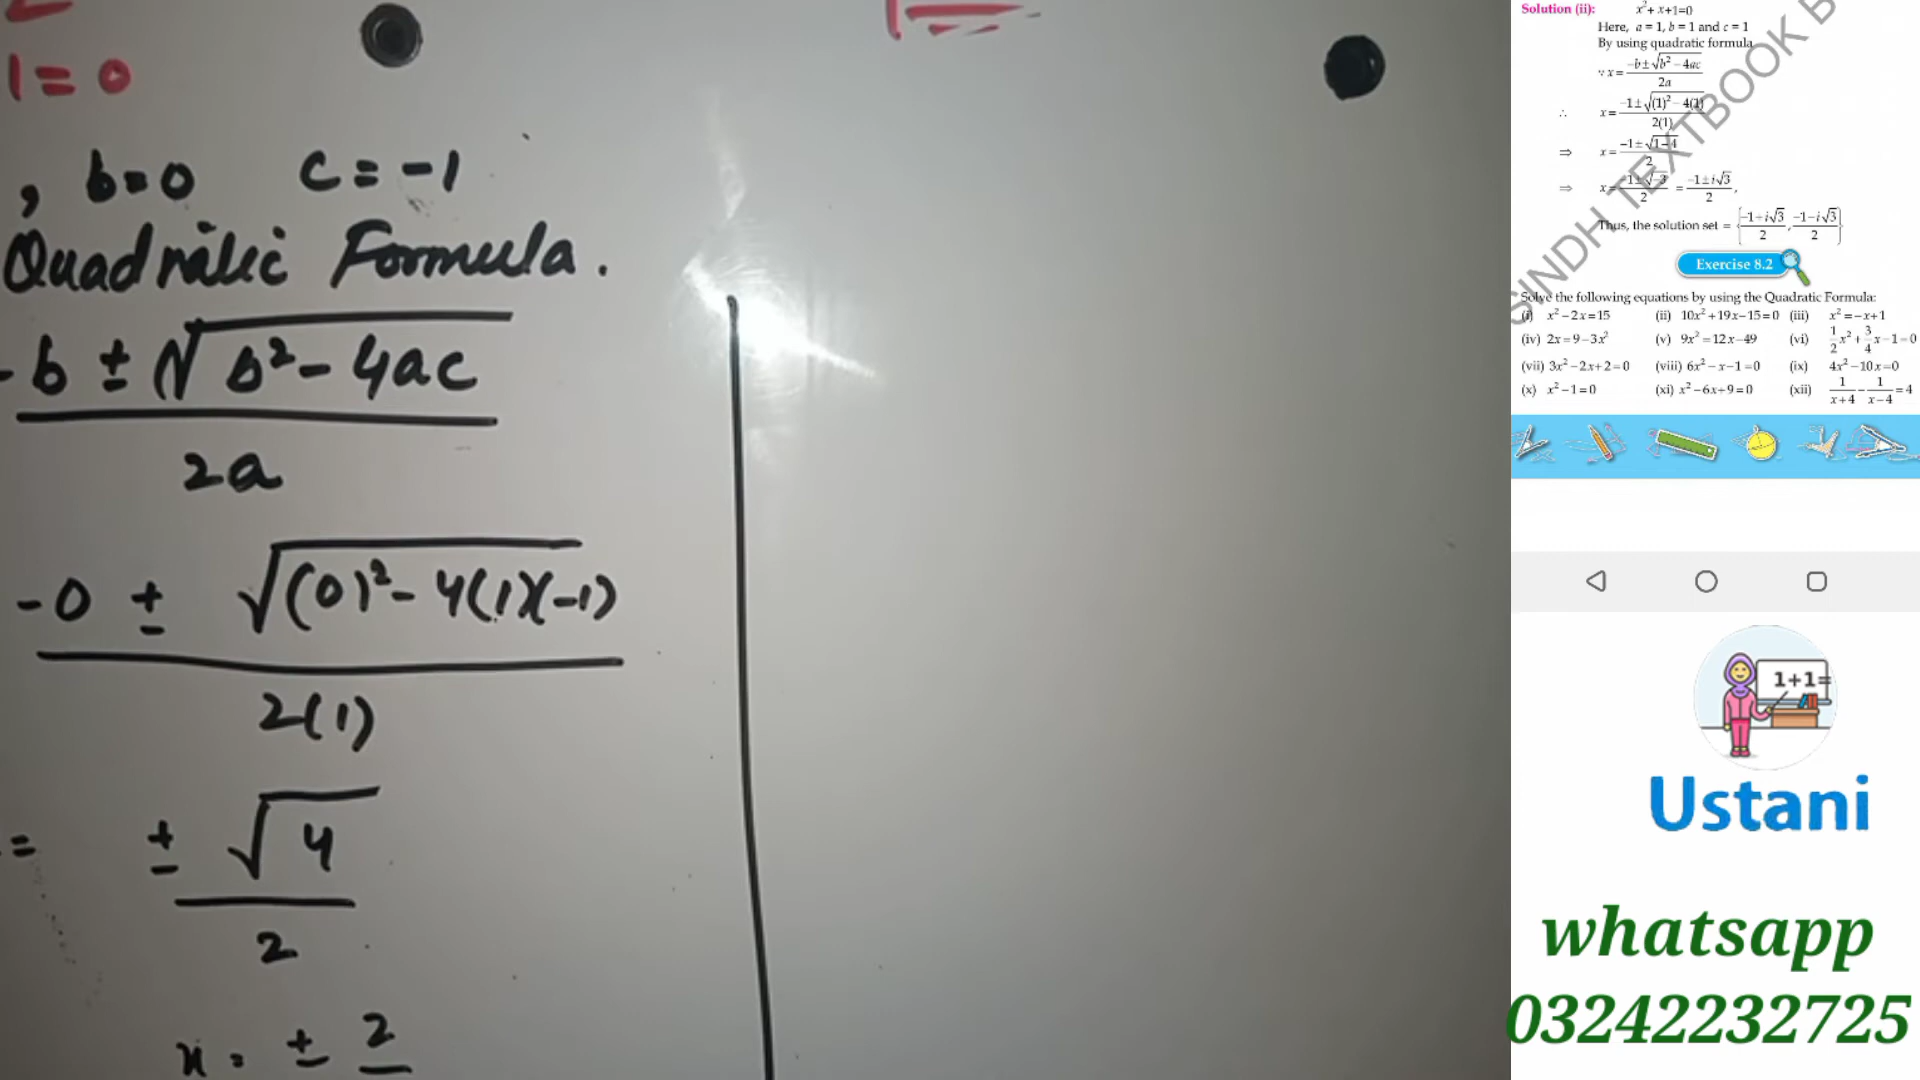 1 = 0
, b = 0 c = -1
Quadratic Formula.
-b ± √b² - 4ac
2a
-0 ± √(0)² - 4(1)(-1)
2(1)
= ± √4
2
x = ± 2
Solution (ii): x²+ x+1=0
Here, a = 1, b = 1 and c = 1
By using quadratic formula
∵ x = -b ± √b² - 4ac
2a
∴ x = -1 ± √(1)² - 4(1)
2(1)
⇒ x = -1 ± √1-4
2
⇒ x = -1 ± √-3 / 2 = -1 ± i√3 / 2 ,
Thus, the solution set = { -1+i√3 / 2 , -1-i√3 / 2 }
SINDH TEXTBOOK B
Exercise 8.2
Solve the following equations by using the Quadratic Formula:
(i) x² - 2x = 15 (ii) 10x² + 19x - 15 = 0 (iii) x² = -x + 1
(iv) 2x = 9 - 3x² (v) 9x² = 12x - 49 (vi) 1/2 x² + 3/4 x - 1 = 0
(vii) 3x² - 2x + 2 = 0 (viii) 6x² - x - 1 = 0 (ix) 4x² - 10x = 0
(x) x² - 1 = 0 (xi) x² - 6x + 9 = 0 (xii) 1/x+4 - 1/x-4 = 4
1+1=
Ustani
whatsapp
03242232725